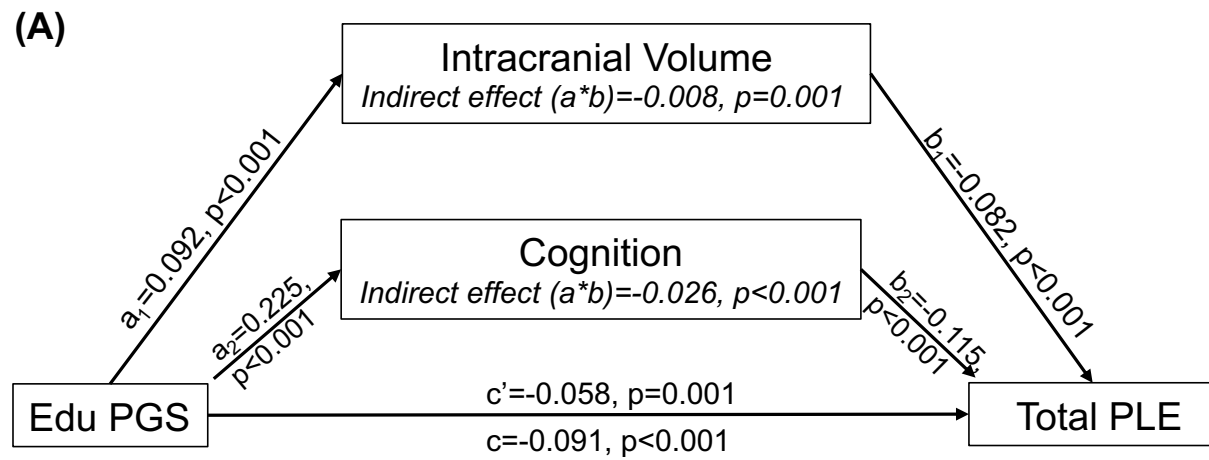 (A)
Intracranial Volume
Indirect effect (a*b)=-0.008, p=0.001
a₁=0.092, p<0.001
b₁=-0.082, p<0.001
Cognition
Indirect effect (a*b)=-0.026, p<0.001
a₂=0.225,
p<0.001
b₂=-0.115,
p<0.001
Edu PGS
c’=-0.058, p=0.001
c=-0.091, p<0.001
Total PLE